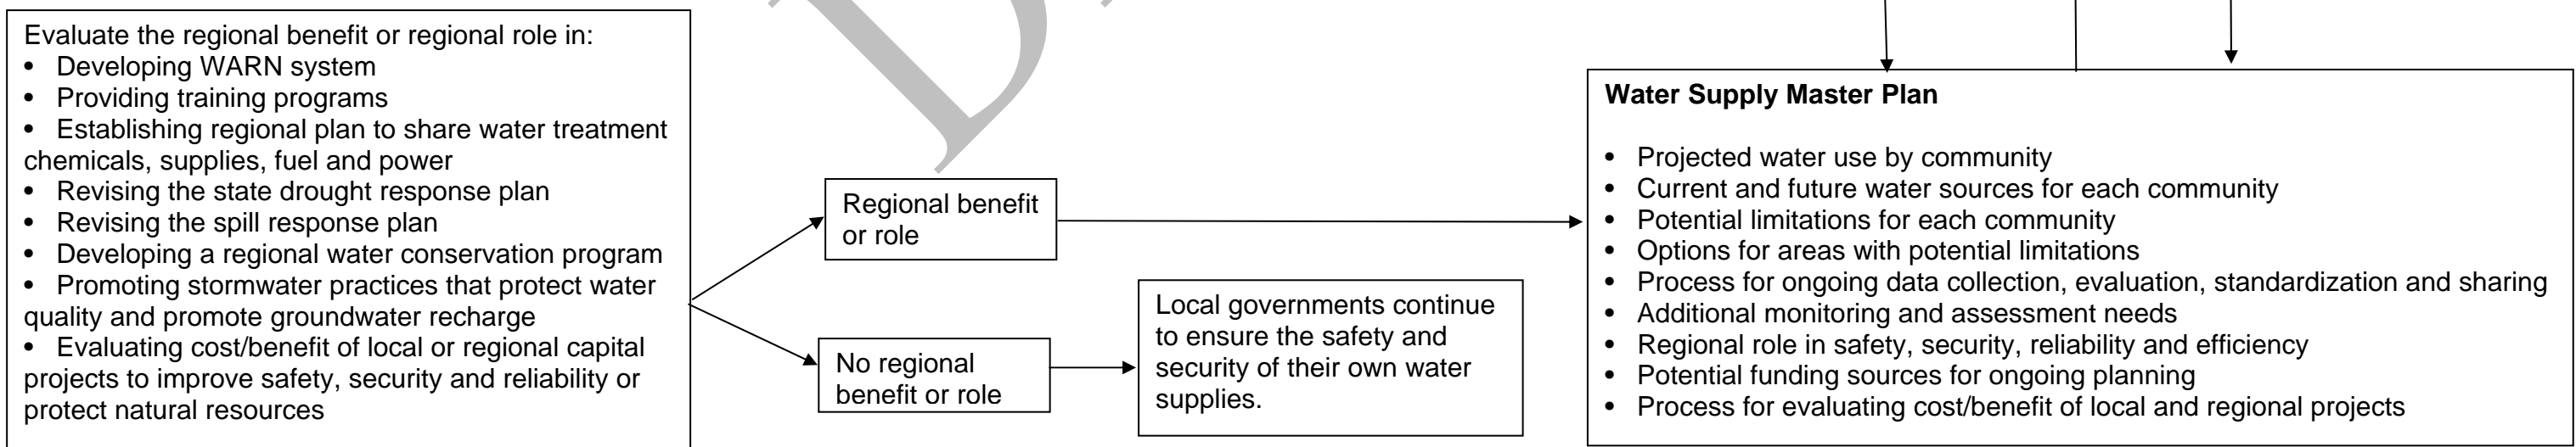 Evaluate the regional benefit or regional role in:
• Developing WARN system
• Providing training programs
• Establishing regional plan to share water treatment
chemicals, supplies, fuel and power
• Revising the state drought response plan
• Revising the spill response plan
• Developing a regional water conservation program
• Promoting stormwater practices that protect water
quality and promote groundwater recharge
• Evaluating cost/benefit of local or regional capital
projects to improve safety, security and reliability or
protect natural resources
Regional benefit
or role
No regional
benefit or role
Local governments continue
to ensure the safety and
security of their own water
supplies.
Water Supply Master Plan
• Projected water use by community
• Current and future water sources for each community
• Potential limitations for each community
• Options for areas with potential limitations
• Process for ongoing data collection, evaluation, standardization and sharing
• Additional monitoring and assessment needs
• Regional role in safety, security, reliability and efficiency
• Potential funding sources for ongoing planning
• Process for evaluating cost/benefit of local and regional projects